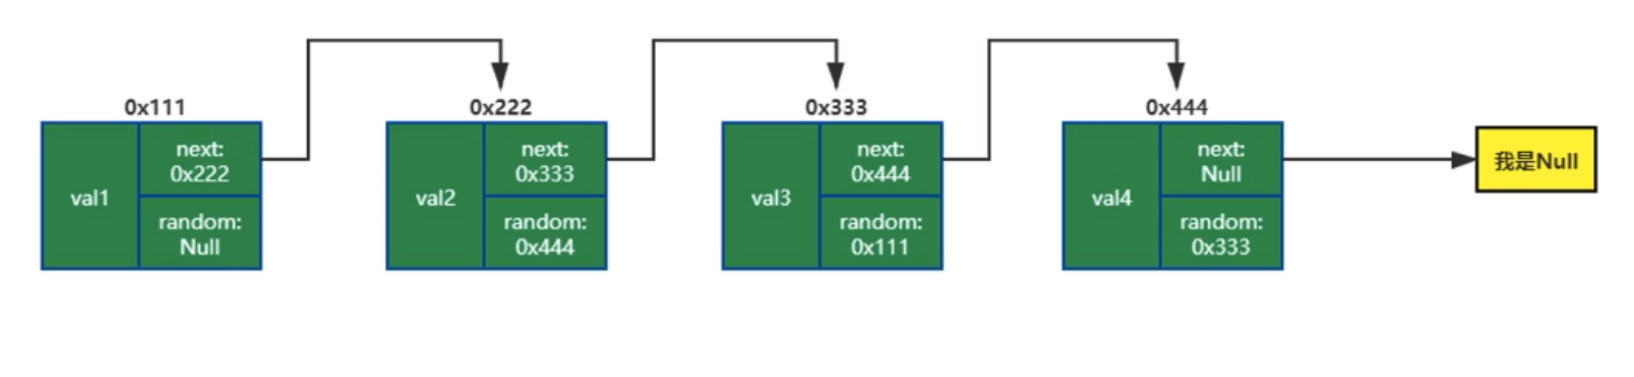 0x111
val1
next:
0x222
random:
Null
0x222
val2
next:
0x333
random:
0x444
0x333
val3
next:
0x444
random:
0x111
0x444
val4
next:
Null
random:
0x333
我是Null